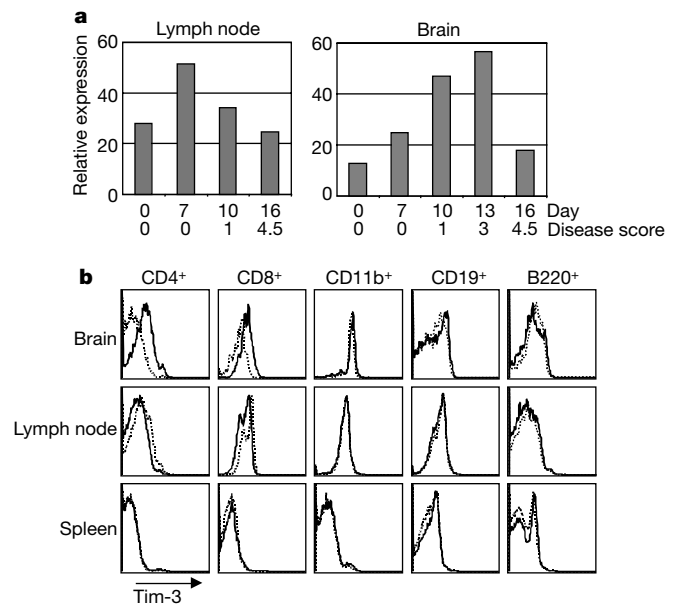 a
Lymph node
Brain
Relative expression
60
40
20
0
60
40
20
0
0 7 10 16
0 0 1 4.5
0 7 10 13 16 Day
0 0 1 3 4.5 Disease score
b
CD4+ CD8+ CD11b+ CD19+ B220+
Brain
Lymph node
Spleen
Tim-3